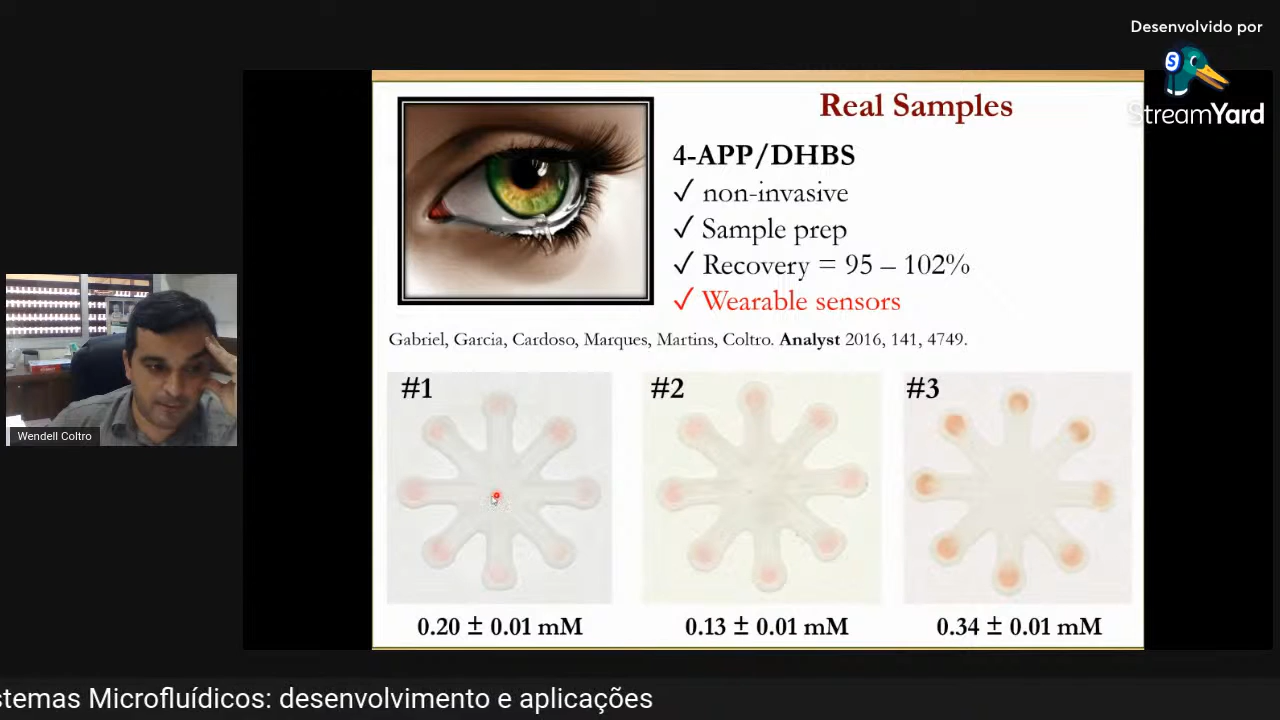 Desenvolvido por
StreamYard
Real Samples
4-APP/DHBS
✓ non-invasive
✓ Sample prep
✓ Recovery = 95 – 102%
✓ Wearable sensors
Gabriel, Garcia, Cardoso, Marques, Martins, Coltro. Analyst 2016, 141, 4749.
#1 #2 #3
0.20 ± 0.01 mM 0.13 ± 0.01 mM 0.34 ± 0.01 mM
Wendell Coltro
stemas Microfluídicos: desenvolvimento e aplicações